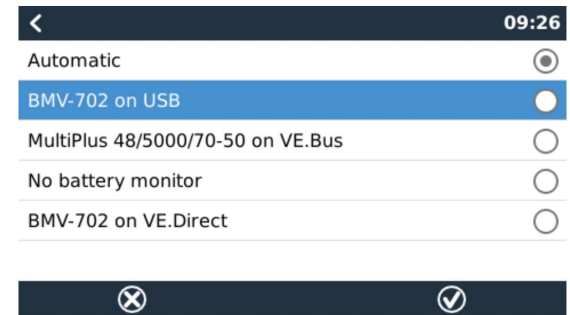 09:26
Automatic
BMV-702 on USB
MultiPlus 48/5000/70-50 on VE.Bus
No battery monitor
BMV-702 on VE.Direct